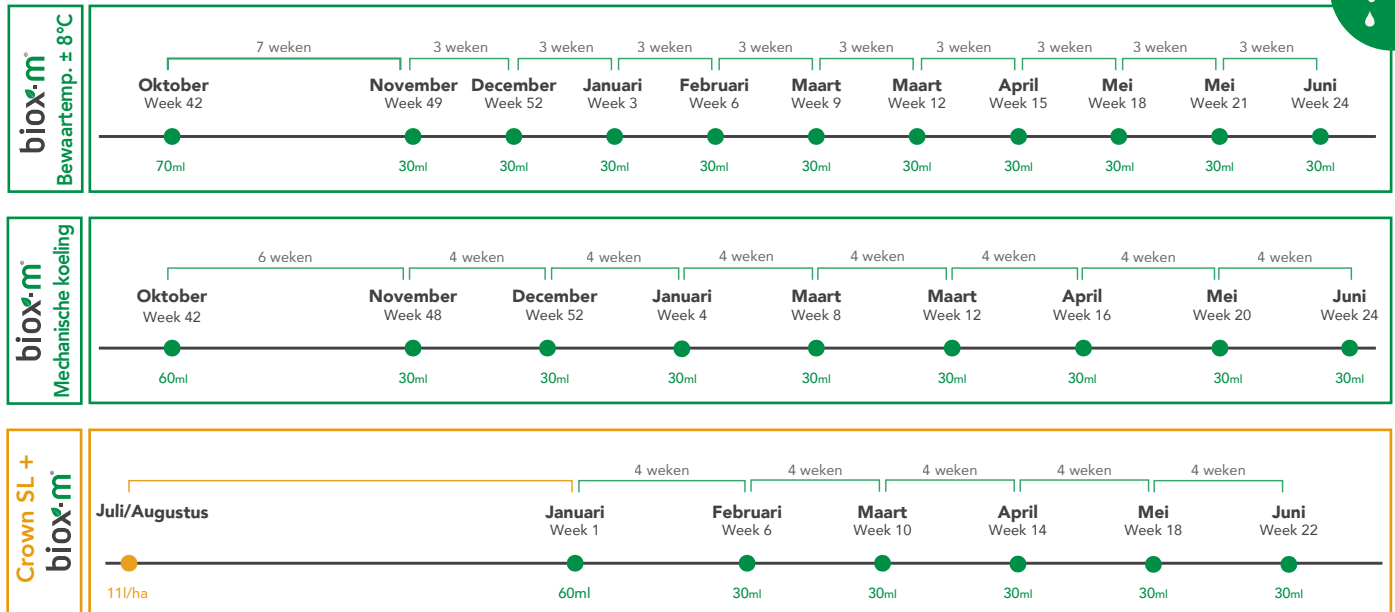 biox·m®
Bewaartemp. ± 8°C
7 weken 3 weken 3 weken 3 weken 3 weken 3 weken 3 weken 3 weken 3 weken 3 weken
Oktober November December Januari Februari Maart Maart April Mei Mei Juni
Week 42 Week 49 Week 52 Week 3 Week 6 Week 9 Week 12 Week 15 Week 18 Week 21 Week 24
70ml 30ml 30ml 30ml 30ml 30ml 30ml 30ml 30ml 30ml 30ml
biox·m®
Mechanische koeling
6 weken 4 weken 4 weken 4 weken 4 weken 4 weken 4 weken 4 weken
Oktober November December Januari Maart Maart April Mei Juni
Week 42 Week 48 Week 52 Week 4 Week 8 Week 12 Week 16 Week 20 Week 24
60ml 30ml 30ml 30ml 30ml 30ml 30ml 30ml 30ml
Crown SL +
biox·m®
4 weken 4 weken 4 weken 4 weken 4 weken
Juli/Augustus Januari Februari Maart April Mei Juni
Week 1 Week 6 Week 10 Week 14 Week 18 Week 22
11l/ha 60ml 30ml 30ml 30ml 30ml 30ml